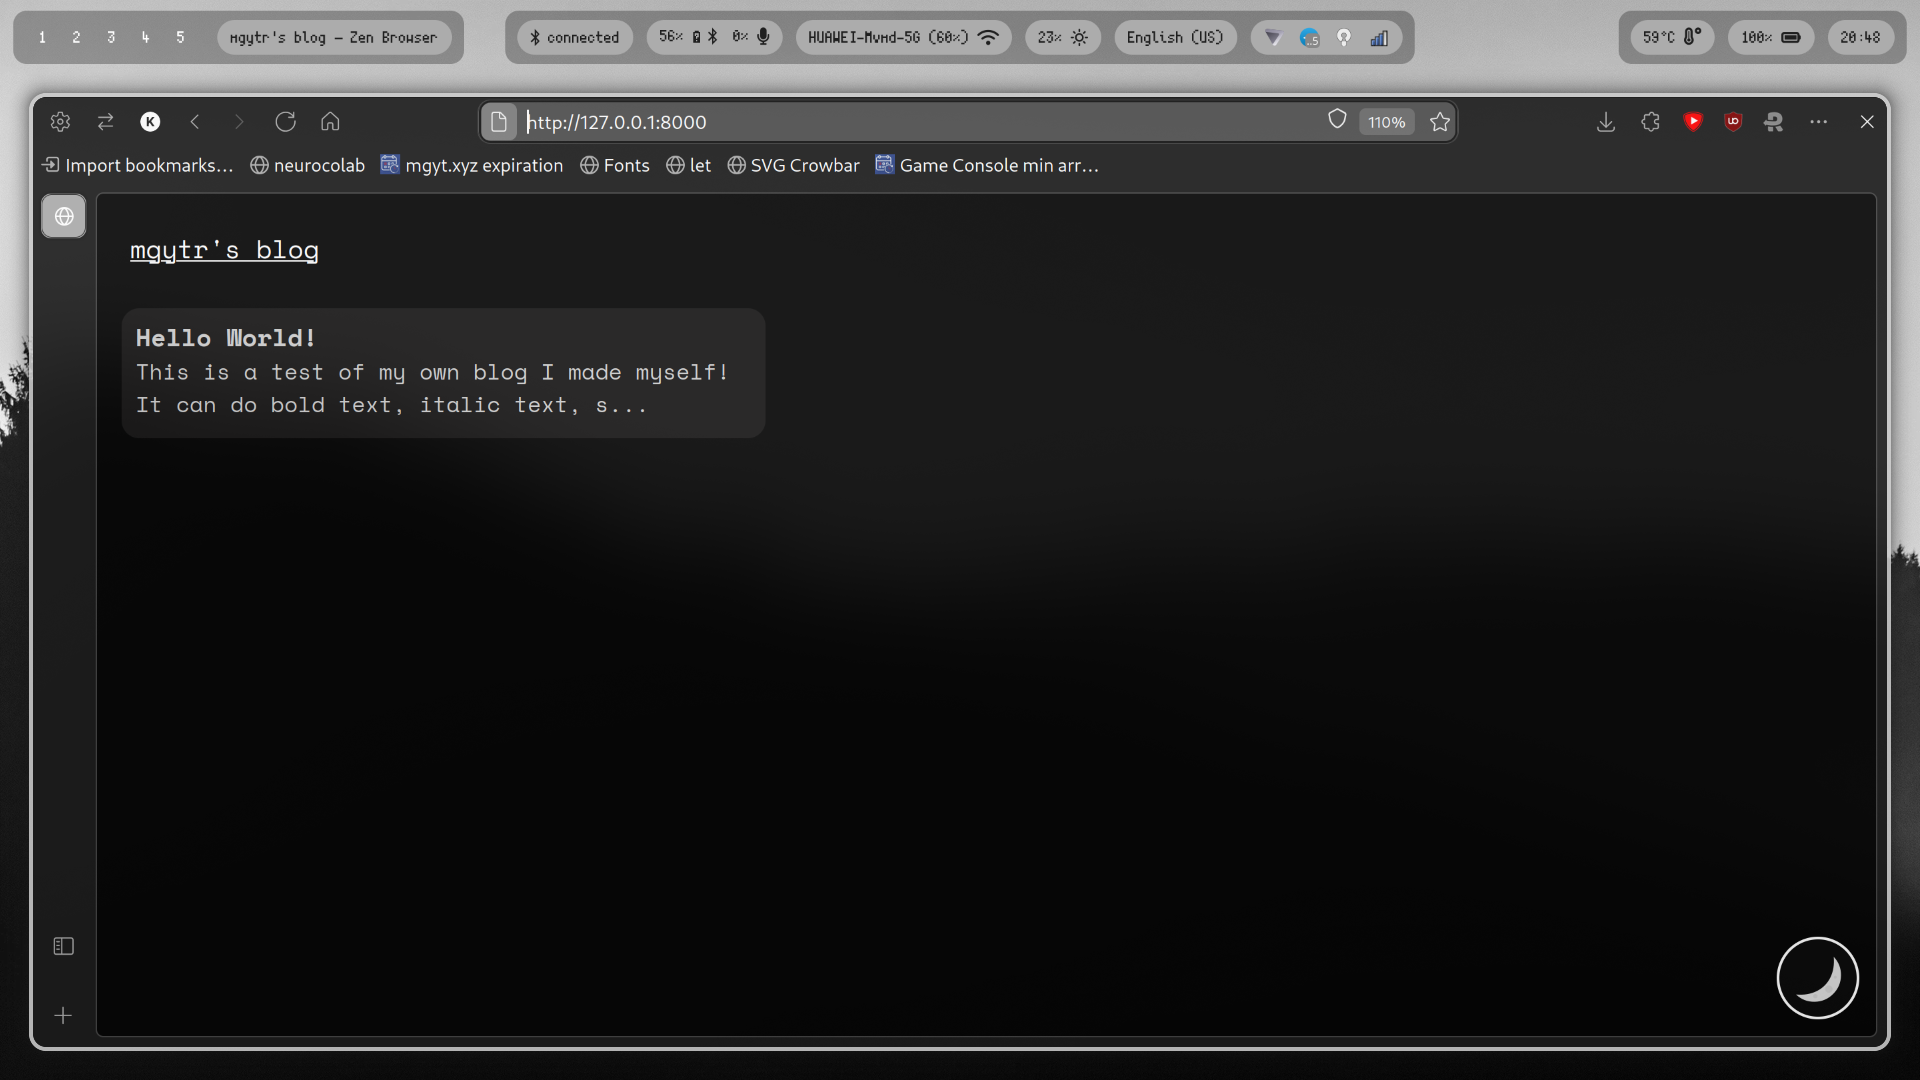 1 2 3 4 5 mgytr's blog — Zen Browser
connected 56% 0% HUAWEI-Mvmd-5G (60%) 23% English (US)
59°C 100% 20:48
http://127.0.0.1:8000 110%
Import bookmarks... neurocolab mgyt.xyz expiration Fonts let SVG Crowbar Game Console min arr...
mgytr's blog
Hello World!
This is a test of my own blog I made myself!
It can do bold text, italic text, s...